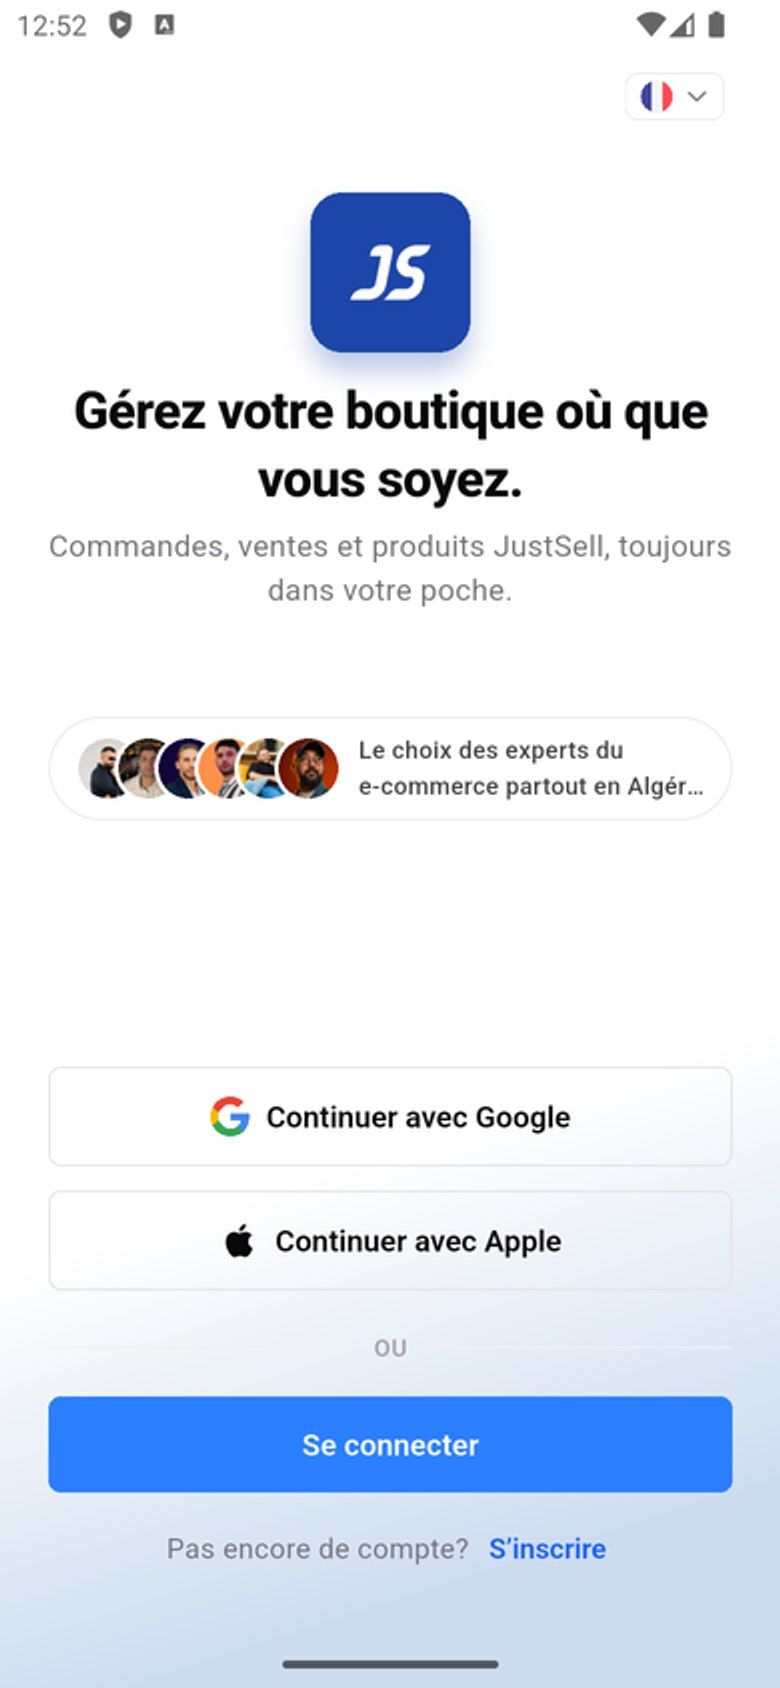 12:52
JS
Gérez votre boutique où que
vous soyez.
Commandes, ventes et produits JustSell, toujours
dans votre poche.
Le choix des experts du
e-commerce partout en Algér…
Continuer avec Google
Continuer avec Apple
OU
Se connecter
Pas encore de compte? S’inscrire